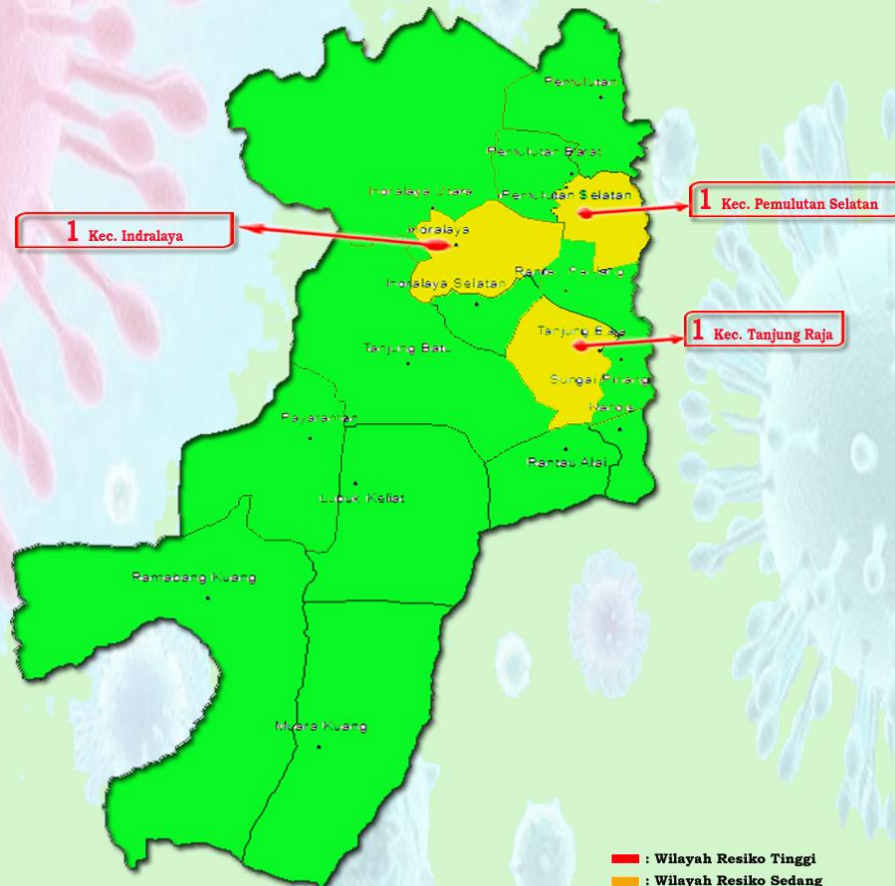 Pemulutan
Pemulutan Barat
Indralaya Utara
Pemulutan Selatan
1 Kec. Pemulutan Selatan
1 Kec. Indralaya
Indralaya
Indralaya Selatan
Tanjung Raja
1 Kec. Tanjung Raja
Tanjung Batu
Sungai Pinang
Payaraman
Rantau Alai
Lubuk Keliat
Ramabang Kuang
Muara Kuang
: Wilayah Resiko Tinggi
: Wilayah Resiko Sedang